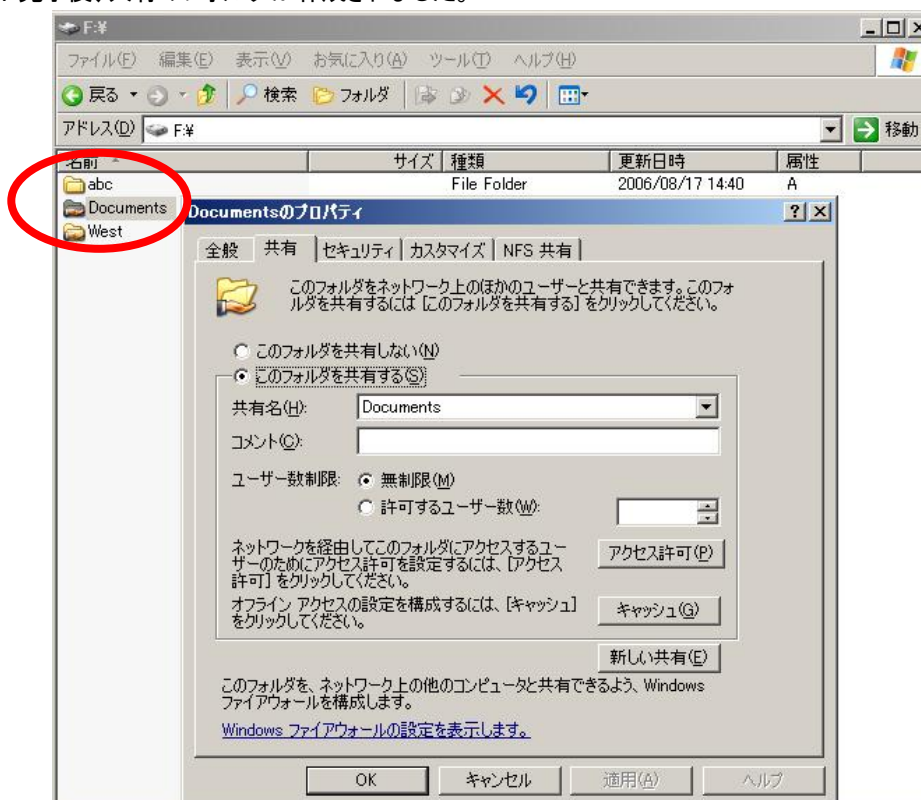 F:¥
ファイル(F) 編集(E) 表示(V) お気に入り(A) ツール(T) ヘルプ(H)
戻る 検索 フォルダ
アドレス(D) F:¥ 移動
名前 サイズ 種類 更新日時 属性
abc File Folder 2006/08/17 14:40 A
Documents
West
Documentsのプロパティ
全般 共有 セキュリティ カスタマイズ NFS 共有
このフォルダをネットワーク上のほかのユーザーと共有できます。このフォ
ルダを共有するには [このフォルダを共有する] をクリックしてください。
このフォルダを共有しない(N)
このフォルダを共有する(S)
共有名(H): Documents
コメント(C):
ユーザー数制限: 無制限(M)
許可するユーザー数(W):
ネットワークを経由してこのフォルダにアクセスするユー
ザーのためにアクセス許可を設定するには、[アクセス
許可] をクリックしてください。
アクセス許可(P)
オフライン アクセスの設定を構成するには、[キャッシュ]
をクリックしてください。
キャッシュ(G)
新しい共有(E)
このフォルダを、ネットワーク上の他のコンピュータと共有できるよう、Windows
ファイアウォールを構成します。
Windows ファイアウォールの設定を表示します。
OK キャンセル 適用(A) ヘルプ